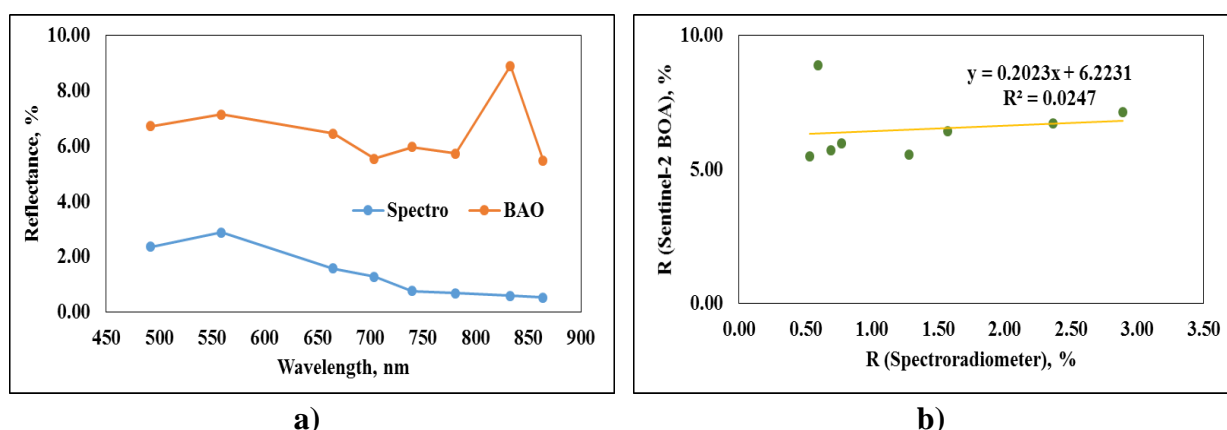 10.00
8.00
6.00
4.00
2.00
0.00
Reflectance, %
Spectro
BAO
450 500 550 600 650 700 750 800 850 900
Wavelength, nm
a)
10.00
5.00
0.00
R (Sentinel-2 BOA), %
y = 0.2023x + 6.2231
R² = 0.0247
0.00 0.50 1.00 1.50 2.00 2.50 3.00 3.50
R (Spectroradiometer), %
b)